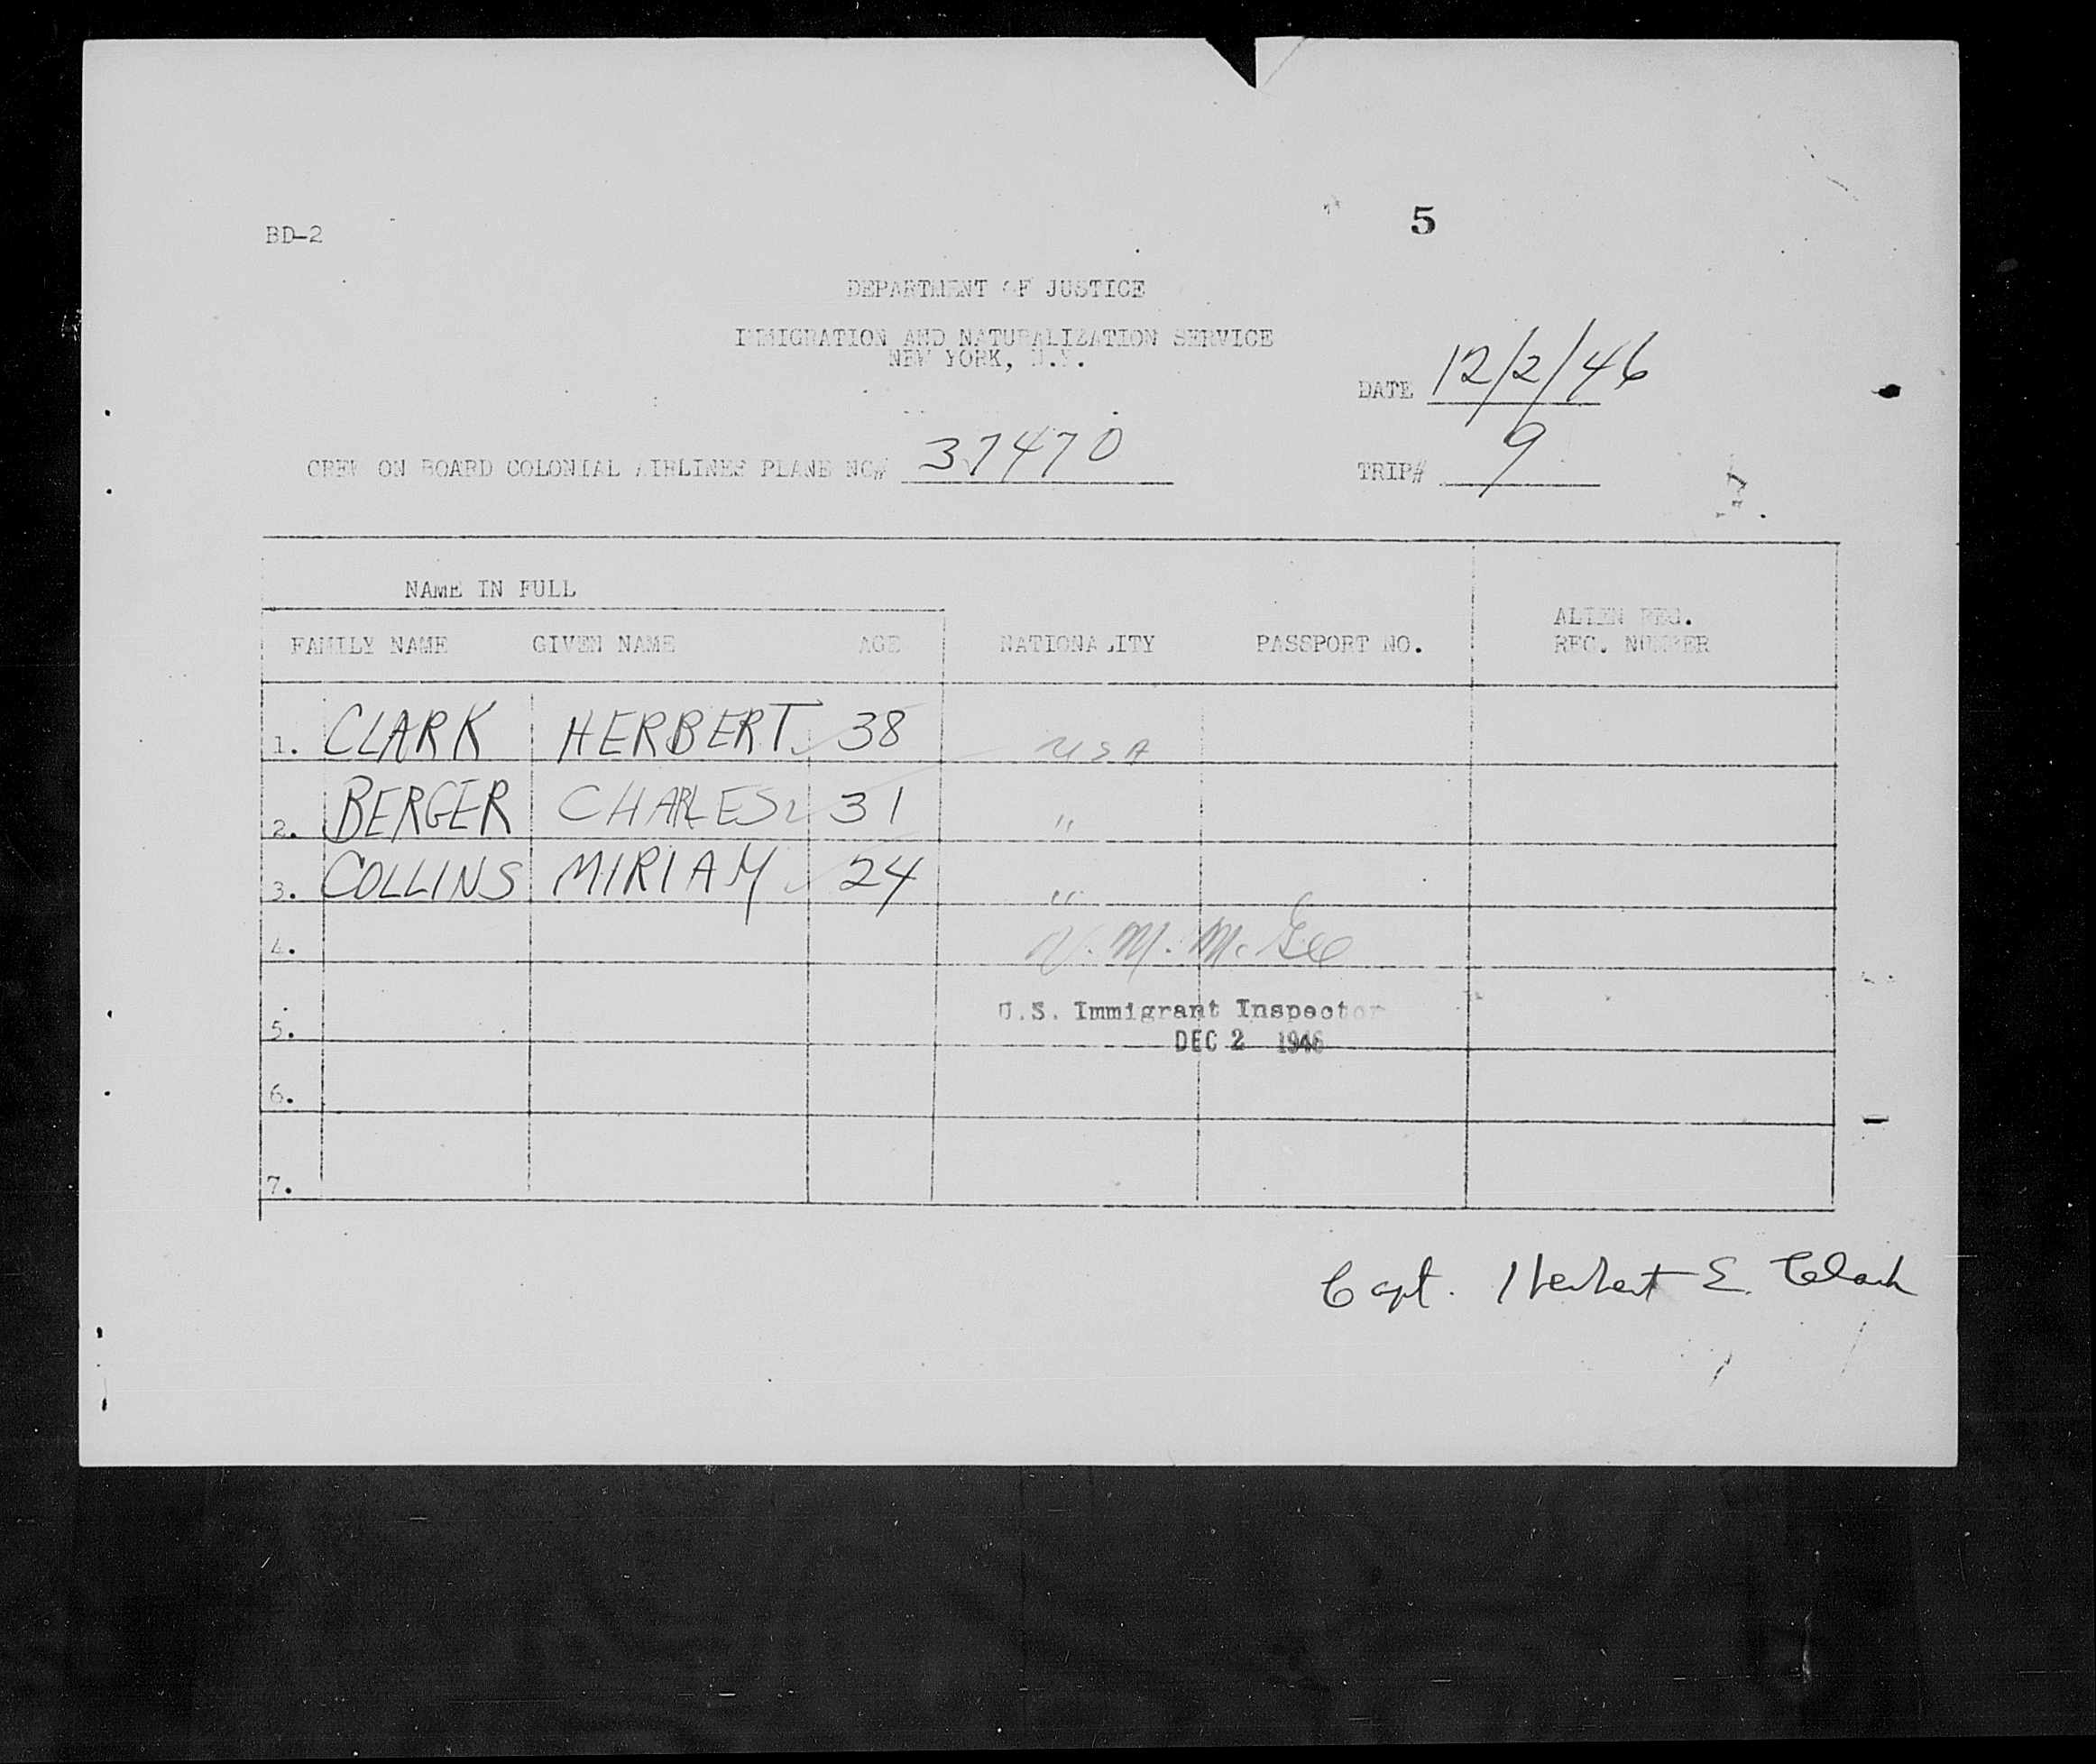 5
BD-2
DEPARTMENT OF JUSTICE
IMMIGRATION AND NATURALIZATION SERVICE
NEW YORK, N.Y.
DATE 12/2/46
CREW ON BOARD COLONIAL AIRLINES PLANE NO# 37470 TRIP# 9
NAME IN FULL
FAMILY NAME GIVEN NAME AGE NATIONALITY PASSPORT NO. ALIEN REG. REG. NUMBER
1. CLARK HERBERT 38 USA
2. BERGER CHARLES 31 "
3. COLLINS MIRIAM 24 "
4. M. McGee
5. U.S. Immigrant Inspector
DEC 2 1946
6.
7.
Capt. Herbert E. Clark